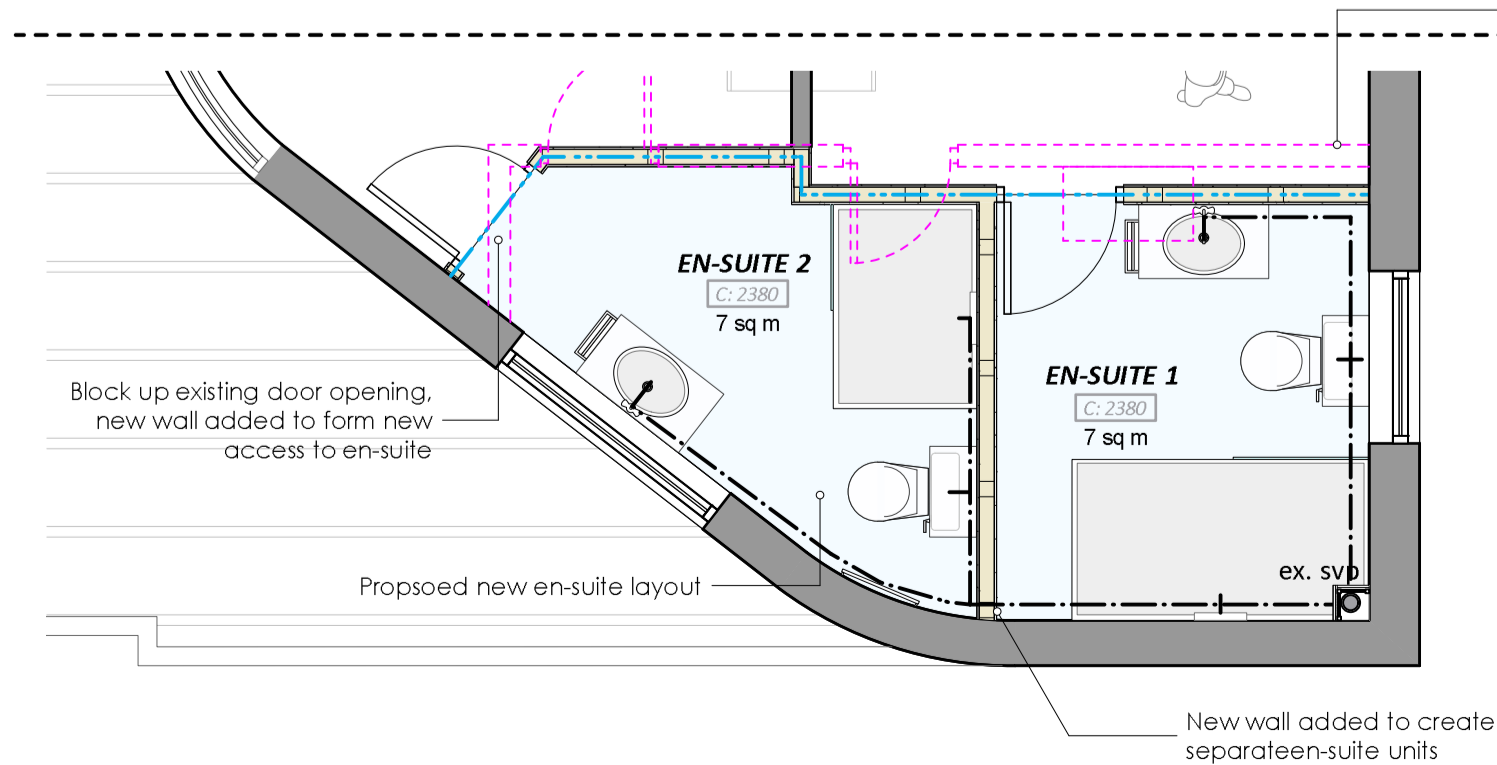 EN-SUITE 2
C: 2380
7 sq m
EN-SUITE 1
C: 2380
7 sq m
Block up existing door opening,
new wall added to form new
access to en-suite
Propsoed new en-suite layout
ex. svp
New wall added to create
separateen-suite units